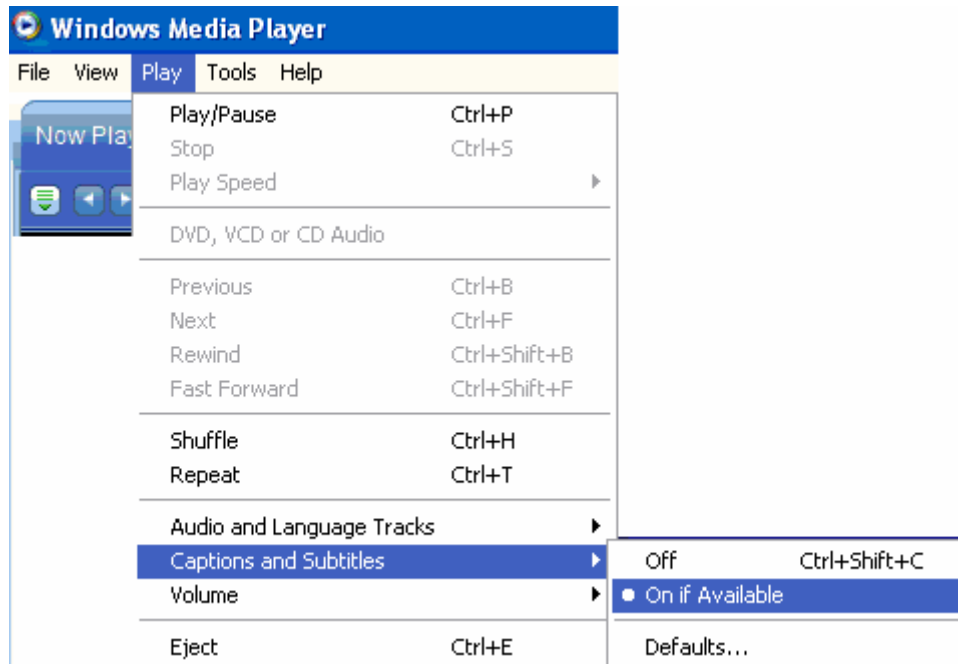 Windows Media Player
File View Play Tools Help
Now Play
Play/Pause Ctrl+P
Stop Ctrl+S
Play Speed
DVD, VCD or CD Audio
Previous Ctrl+B
Next Ctrl+F
Rewind Ctrl+Shift+B
Fast Forward Ctrl+Shift+F
Shuffle Ctrl+H
Repeat Ctrl+T
Audio and Language Tracks
Captions and Subtitles
Off Ctrl+Shift+C
Volume
On if Available
Eject Ctrl+E
Defaults...